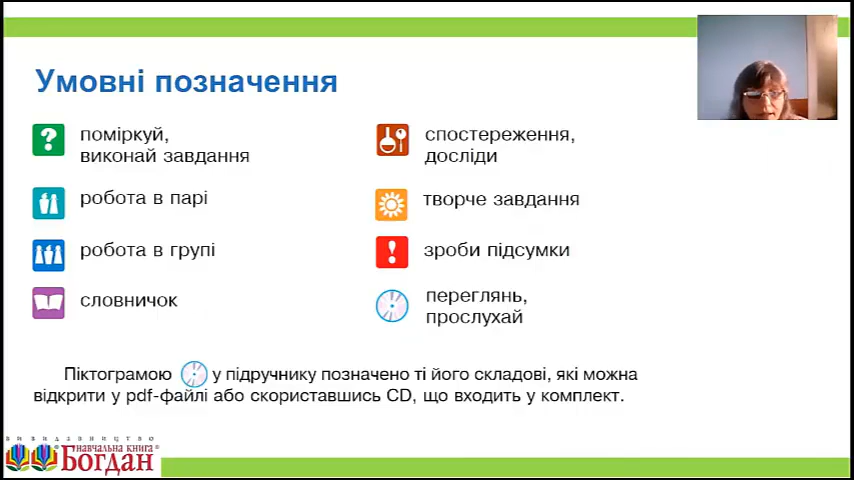 Умовні позначення
поміркуй,
виконай завдання
робота в парі
робота в групі
словничок
спостереження,
досліди
творче завдання
зроби підсумки
переглянь,
прослухай
Піктограмою у підручнику позначено ті його складові, які можна
відкрити у pdf-файлі або скориставшись CD, що входить у комплект.
видавництво
навчальна книга
Богдан